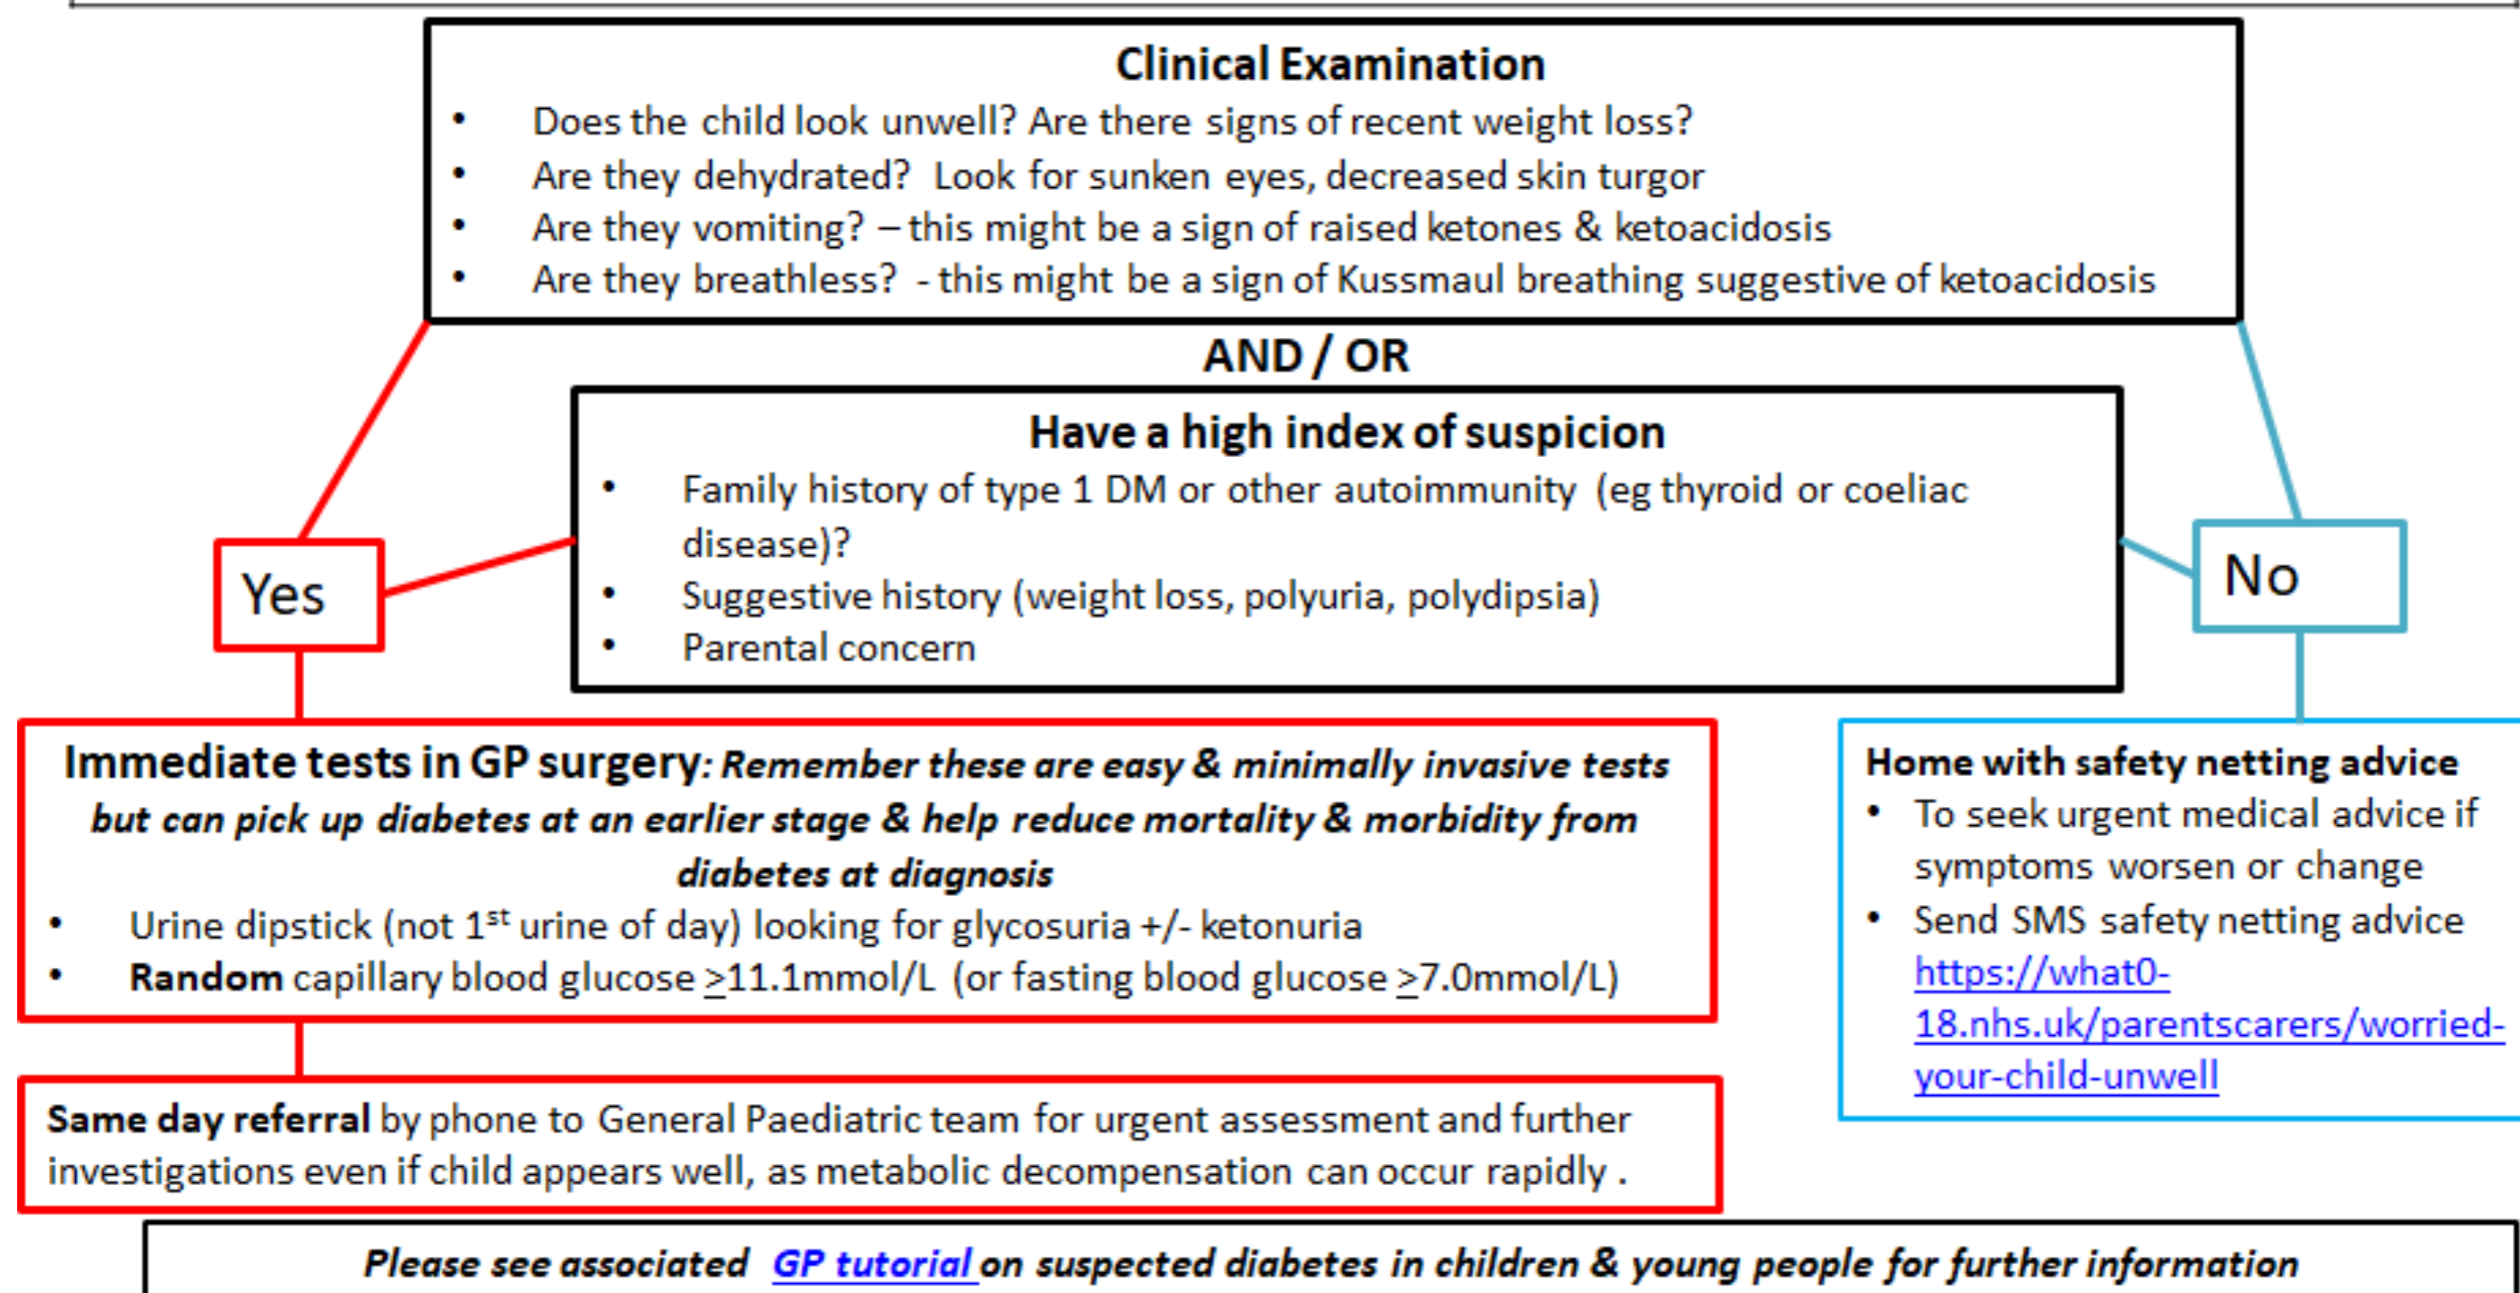 Clinical Examination
• Does the child look unwell? Are there signs of recent weight loss?
• Are they dehydrated? Look for sunken eyes, decreased skin turgor
• Are they vomiting? – this might be a sign of raised ketones & ketoacidosis
• Are they breathless? - this might be a sign of Kussmaul breathing suggestive of ketoacidosis
AND / OR
Have a high index of suspicion
• Family history of type 1 DM or other autoimmunity (eg thyroid or coeliac
disease)?
• Suggestive history (weight loss, polyuria, polydipsia)
• Parental concern
Yes
No
Immediate tests in GP surgery: Remember these are easy & minimally invasive tests
but can pick up diabetes at an earlier stage & help reduce mortality & morbidity from
diabetes at diagnosis
• Urine dipstick (not 1st urine of day) looking for glycosuria +/- ketonuria
• Random capillary blood glucose ≥11.1mmol/L (or fasting blood glucose ≥7.0mmol/L)
Home with safety netting advice
• To seek urgent medical advice if
symptoms worsen or change
• Send SMS safety netting advice
https://what0-
18.nhs.uk/parentscarers/worried-
your-child-unwell
Same day referral by phone to General Paediatric team for urgent assessment and further
investigations even if child appears well, as metabolic decompensation can occur rapidly .
Please see associated GP tutorial on suspected diabetes in children & young people for further information